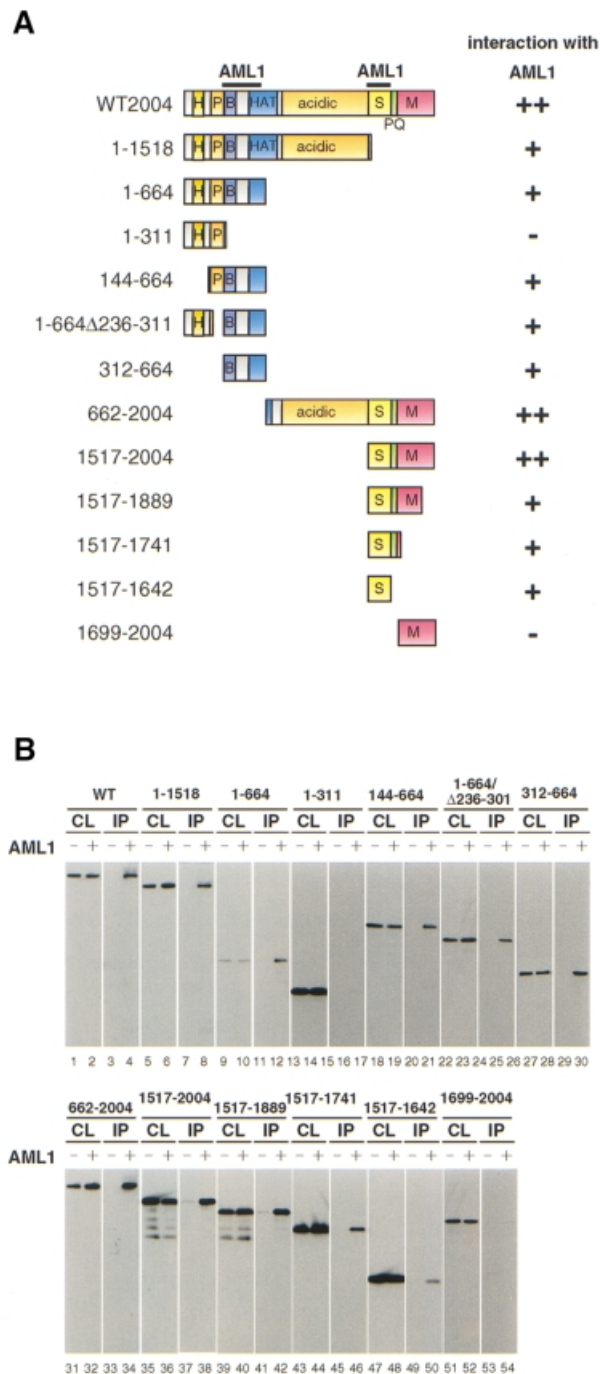 A
interaction with
AML1 AML1 AML1
WT2004 H P B HAT acidic S M ++
PQ
1-1518 H P B HAT acidic +
1-664 H P B +
1-311 H P -
144-664 P B +
1-664Δ236-311 H B +
312-664 B +
662-2004 acidic S M ++
1517-2004 S M ++
1517-1889 S M +
1517-1741 S +
1517-1642 S +
1699-2004 M -
B
WT 1-1518 1-664 1-311 144-664 1-664/Δ236-301 312-664
CL IP CL IP CL IP CL IP CL IP CL IP CL IP
AML1 - + - + - + - + - + - + - + - + - + - + - + - + - + - +
1 2 3 4 5 6 7 8 9 10 11 12 13 14 15 16 17 18 19 20 21 22 23 24 25 26 27 28 29 30
662-2004 1517-2004 1517-1889 1517-1741 1517-1642 1699-2004
CL IP CL IP CL IP CL IP CL IP CL IP
AML1 - + - + - + - + - + - + - + - + - + - + - + - +
31 32 33 34 35 36 37 38 39 40 41 42 43 44 45 46 47 48 49 50 51 52 53 54